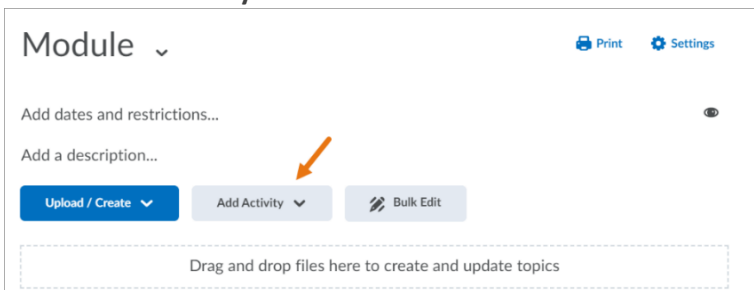 Module
Print
Settings
Add dates and restrictions...
Add a description...
Upload / Create
Add Activity
Bulk Edit
Drag and drop files here to create and update topics